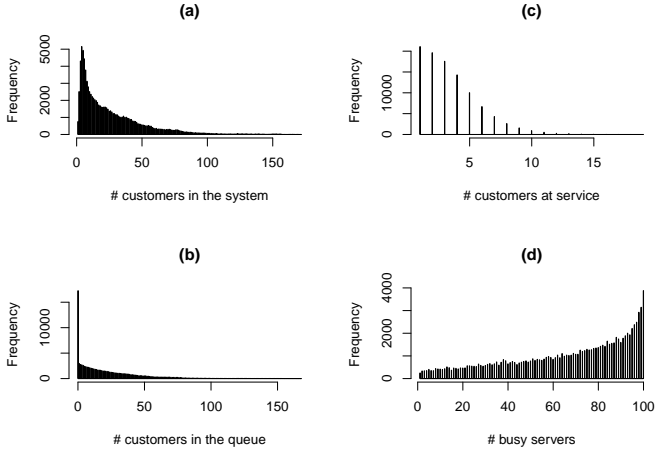 (a)
Frequency
0 2000 5000
0 50 100 150
# customers in the system
(c)
Frequency
0 10000
5 10 15
# customers at service
(b)
Frequency
0 10000
0 50 100 150
# customers in the queue
(d)
Frequency
0 2000 4000
0 20 40 60 80 100
# busy servers